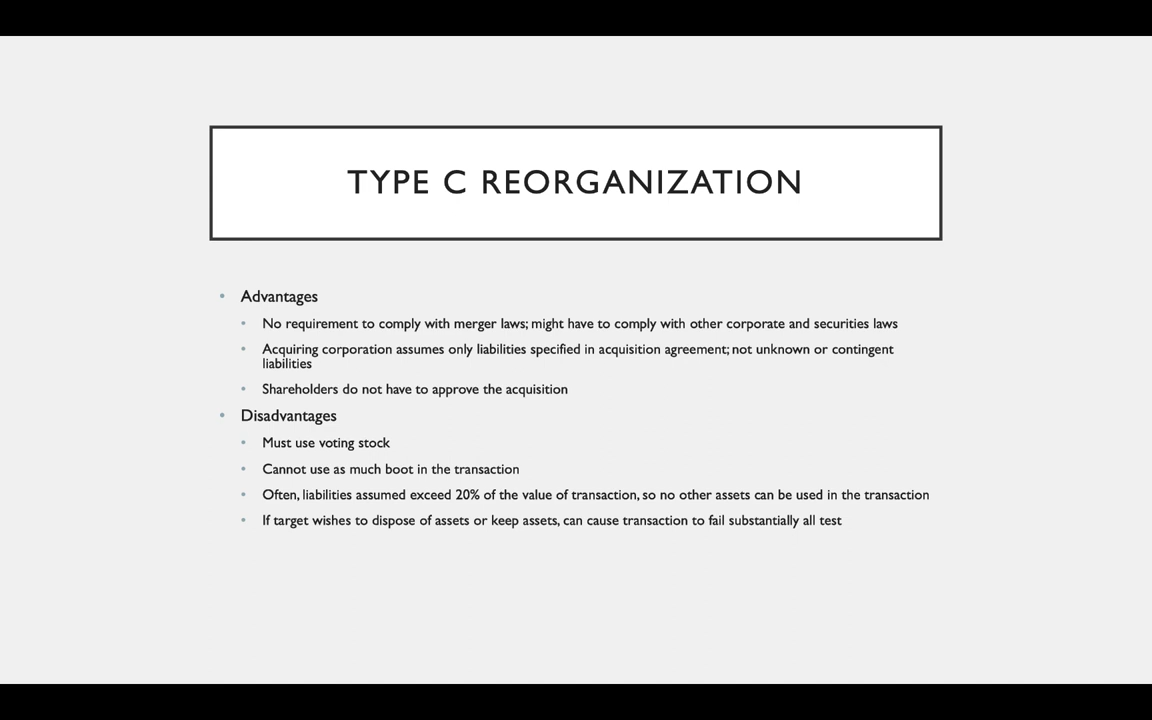 TYPE C REORGANIZATION
• Advantages
• No requirement to comply with merger laws; might have to comply with other corporate and securities laws
• Acquiring corporation assumes only liabilities specified in acquisition agreement; not unknown or contingent
liabilities
• Shareholders do not have to approve the acquisition
• Disadvantages
• Must use voting stock
• Cannot use as much boot in the transaction
• Often, liabilities assumed exceed 20% of the value of transaction, so no other assets can be used in the transaction
• If target wishes to dispose of assets or keep assets, can cause transaction to fail substantially all test